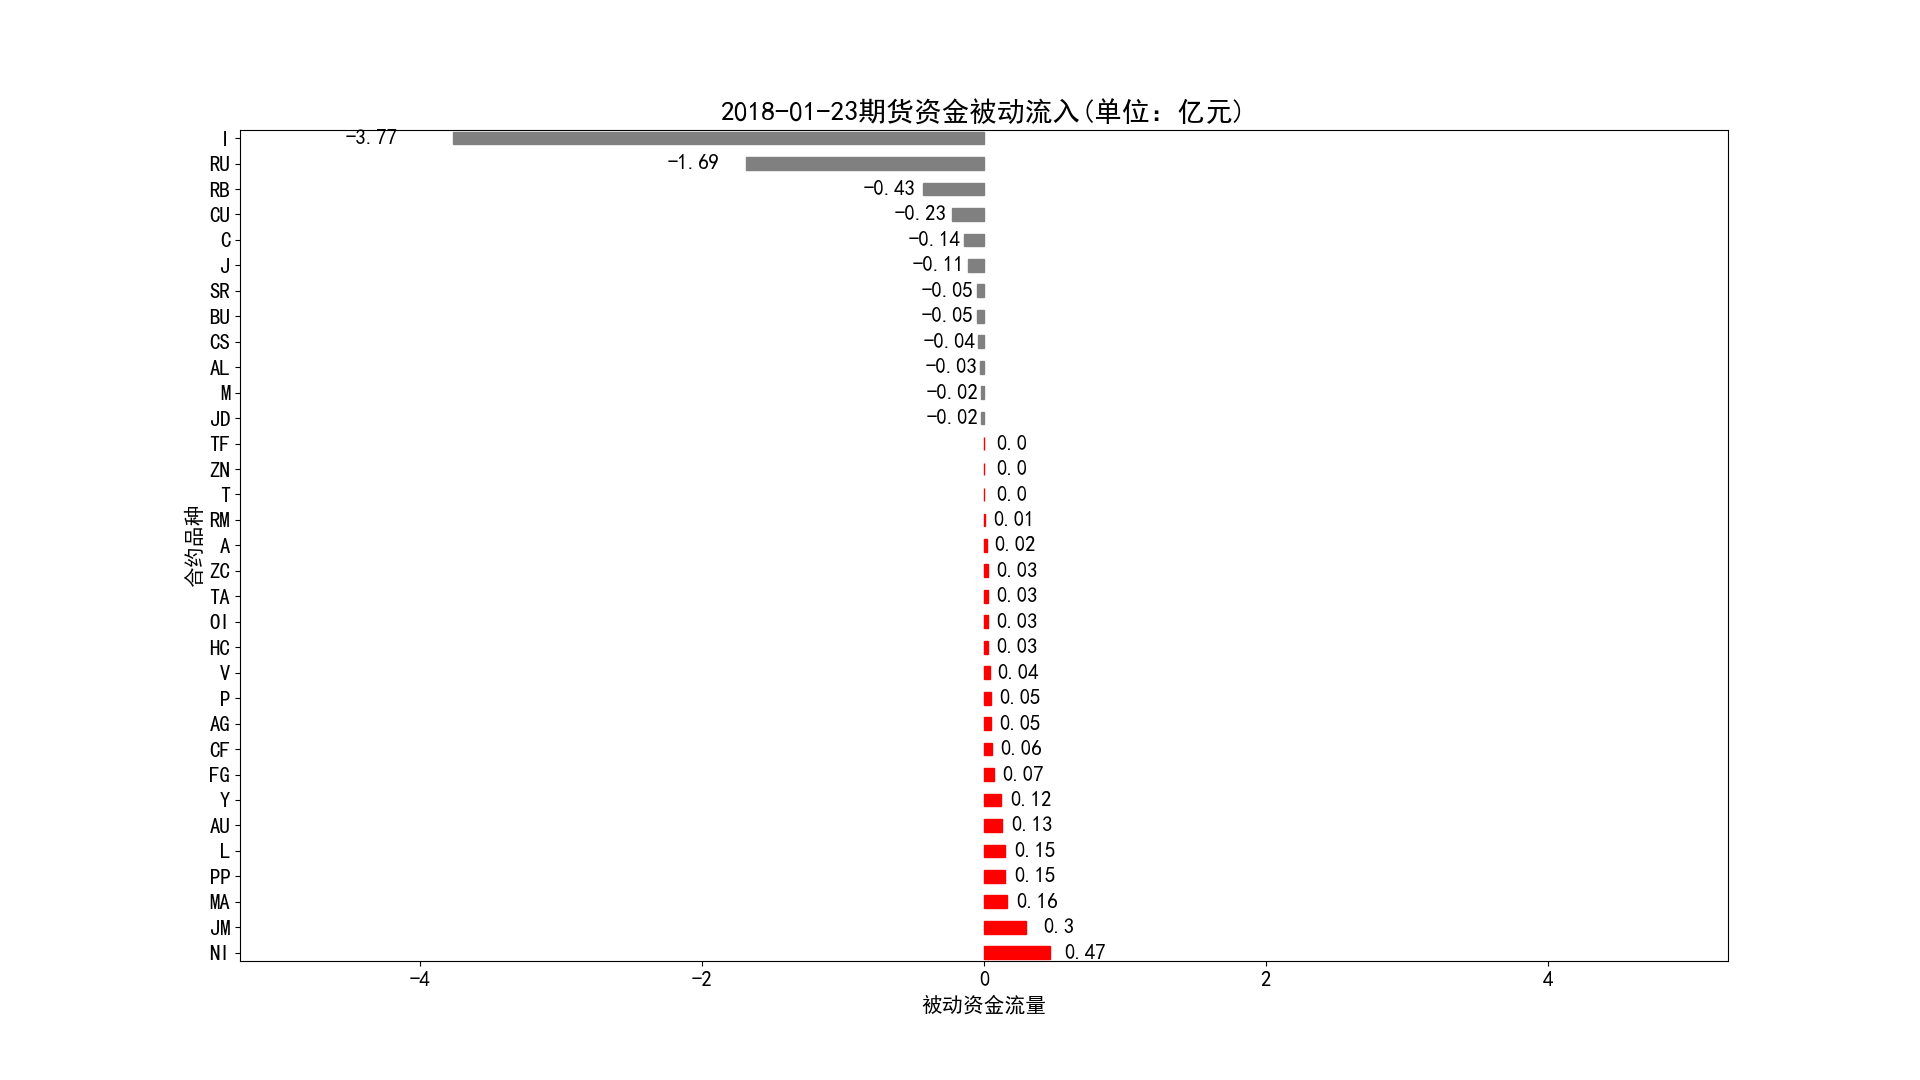 2018-01-23期货资金被动流入(单位：亿元)
I -3.77
RU -1.69
RB -0.43
CU -0.23
C -0.14
J -0.11
SR -0.05
BU -0.05
CS -0.04
AL -0.03
M -0.02
JD -0.02
TF 0.0
ZN 0.0
T 0.0
RM 0.01
A 0.02
ZC 0.03
TA 0.03
OI 0.03
HC 0.03
V 0.04
P 0.05
AG 0.05
CF 0.06
FG 0.07
Y 0.12
AU 0.13
L 0.15
PP 0.15
MA 0.16
JM 0.3
NI 0.47
合约品种
-4 -2 0 2 4
被动资金流量